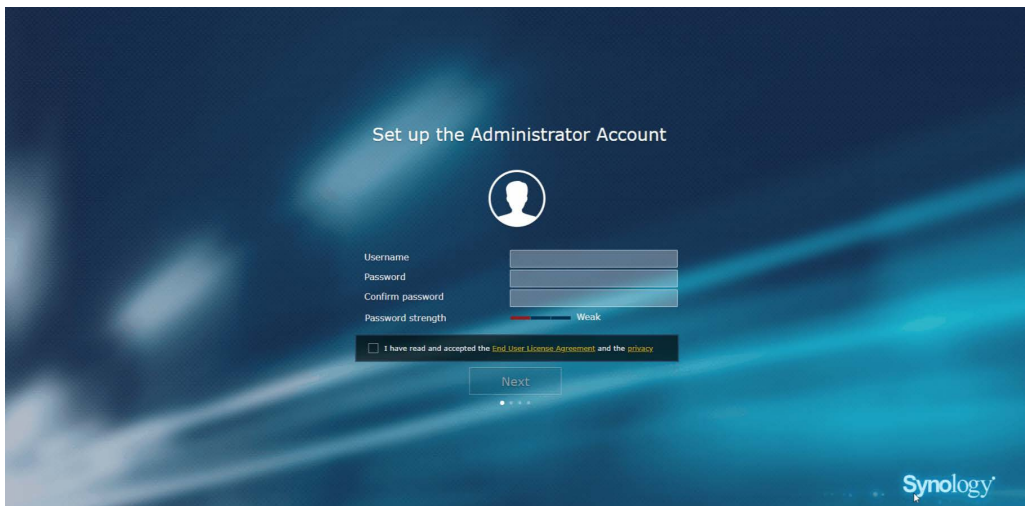 Set up the Administrator Account
Username
Password
Confirm password
Password strength
Weak
I have read and accepted the End User License Agreement and the privacy
Next
Synology